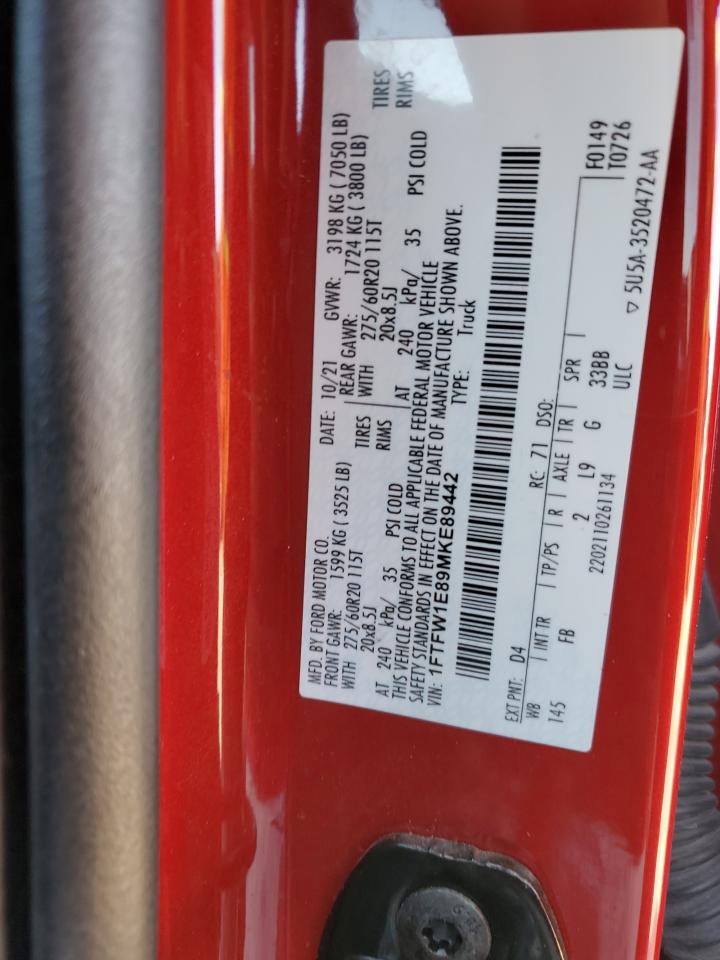 MFD. BY FORD MOTOR CO.
DATE: 10/21 GVWR: 3198 KG ( 7050 LB)
FRONT GAWR: 1599 KG ( 3525 LB) REAR GAWR: 1724 KG ( 3800 LB)
WITH 275/60R20 115T TIRES WITH 275/60R20 115T TIRES
20x8.5J RIMS 20x8.5J RIMS
AT 240 kPa/ 35 PSI COLD AT 240 kPa/ 35 PSI COLD
THIS VEHICLE CONFORMS TO ALL APPLICABLE FEDERAL MOTOR VEHICLE
SAFETY STANDARDS IN EFFECT ON THE DATE OF MANUFACTURE SHOWN ABOVE.
VIN: 1FTFW1E89MKE89442 TYPE: Truck
EXT PNT: D4 RC: 71 DSO: F0149
WB INT TR TP/PS R AXLE TR SPR T0726
145 FB 2 L9 G 33BB
2202110261134 ULC ▽ 5U5A-3520472-AA